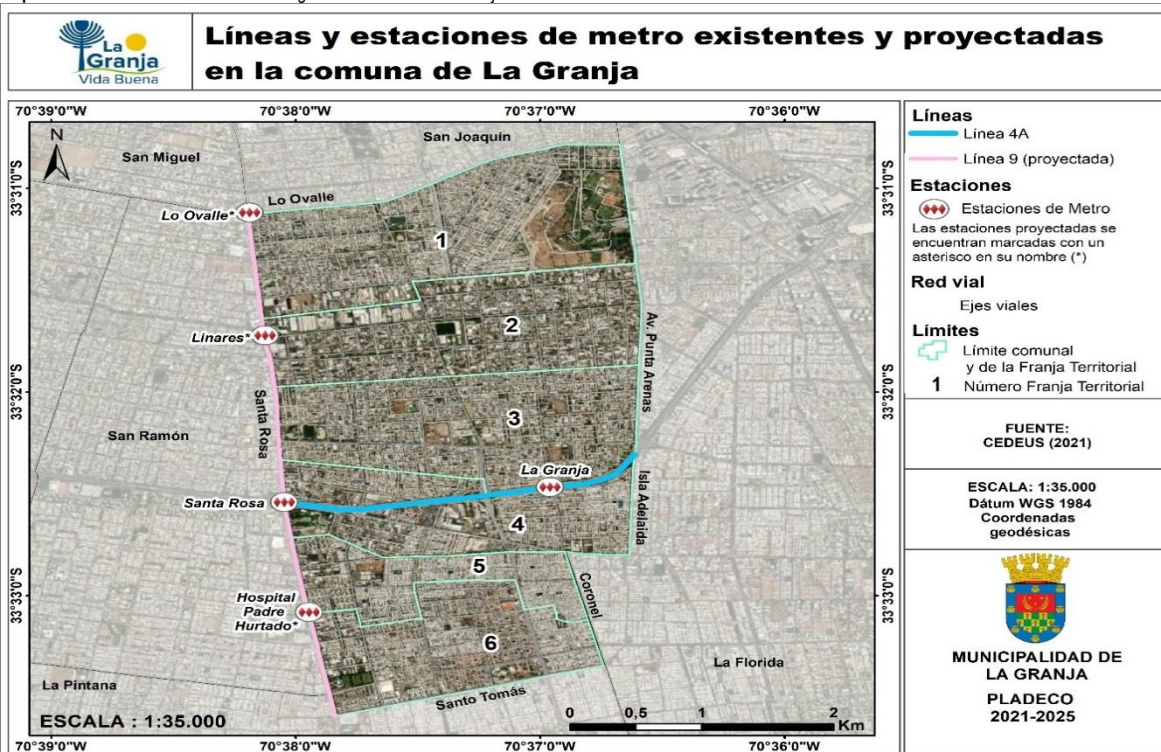 La
Granja
Vida Buena
Líneas y estaciones de metro existentes y proyectadas
en la comuna de La Granja
70°39'0"W
70°38'0"W
70°37'0"W
70°36'0"W
N
San Miguel
San Joaquín
33°31'0"S
33°31'0"S
Lo Ovalle*
Lo Ovalle
1
Linares*
2
Av. Punta Arenas
33°32'0"S
33°32'0"S
Santa Rosa
3
San Ramón
La Granja
Santa Rosa
4
Isla Adelaida
5
Coronel
33°33'0"S
33°33'0"S
Hospital
Padre
Hurtado*
6
La Florida
La Pintana
Santo Tomás
ESCALA : 1:35.000
0 0,5 1 2
Km
70°39'0"W
70°38'0"W
70°37'0"W
70°36'0"W
Líneas
Línea 4A
Línea 9 (proyectada)
Estaciones
Estaciones de Metro
Las estaciones proyectadas se
encuentran marcadas con un
asterisco en su nombre (*)
Red vial
Ejes viales
Límites
Límite comunal
y de la Franja Territorial
1 Número Franja Territorial
FUENTE:
CEDEUS (2021)
ESCALA: 1:35.000
Dátum WGS 1984
Coordenadas
geodésicas
MUNICIPALIDAD DE
LA GRANJA
PLADECO
2021-2025